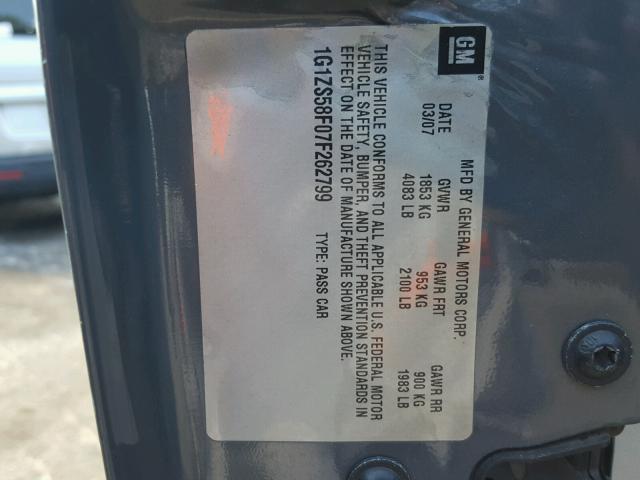 GM®
MFD BY GENERAL MOTORS CORP.
DATE GVWR GAWR FRT GAWR RR
03/07 1853 KG 953 KG 900 KG
4083 LB 2100 LB 1983 LB
THIS VEHICLE CONFORMS TO ALL APPLICABLE U.S. FEDERAL MOTOR
VEHICLE SAFETY, BUMPER, AND THEFT PREVENTION STANDARDS IN
EFFECT ON THE DATE OF MANUFACTURE SHOWN ABOVE.
1G1ZS58F07F262799 TYPE: PASS CAR